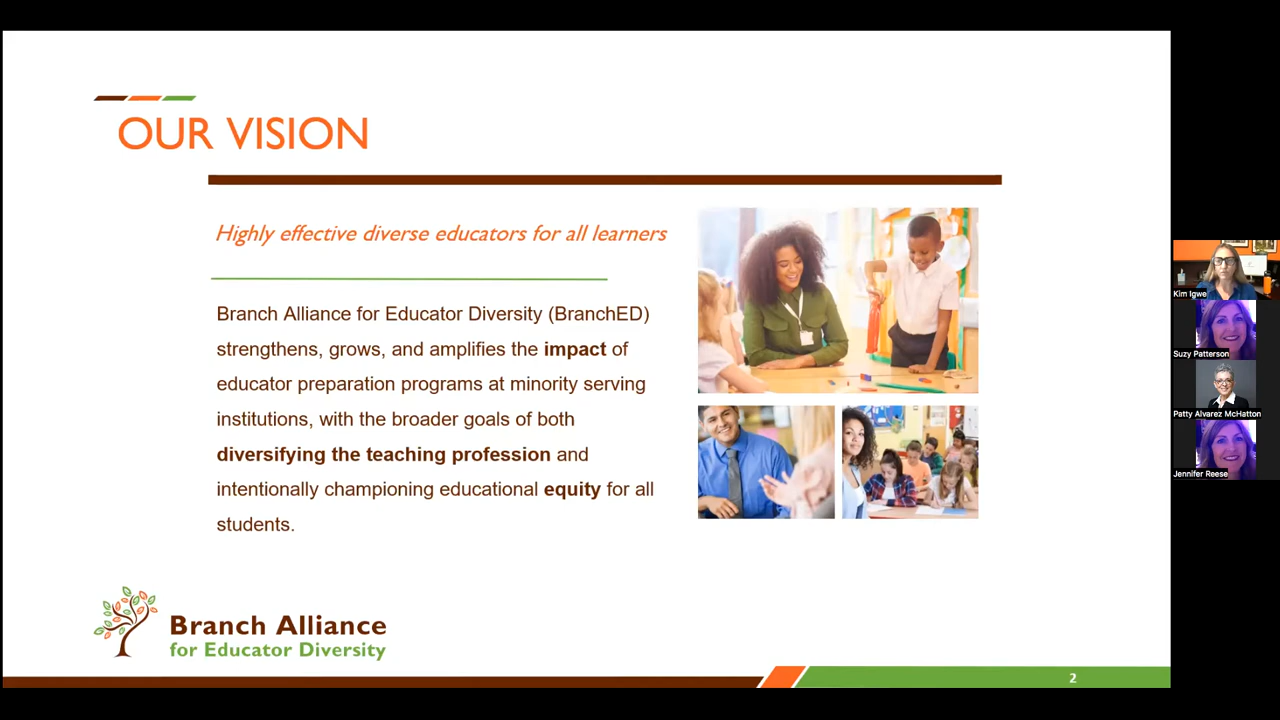 OUR VISION
Highly effective diverse educators for all learners
Branch Alliance for Educator Diversity (BranchED)
strengthens, grows, and amplifies the impact of
educator preparation programs at minority serving
institutions, with the broader goals of both
diversifying the teaching profession and
intentionally championing educational equity for all
students.
Branch Alliance
for Educator Diversity
2
Kim Igwe
Suzy Patterson
Patty Alvarez McHatton
Jennifer Reese